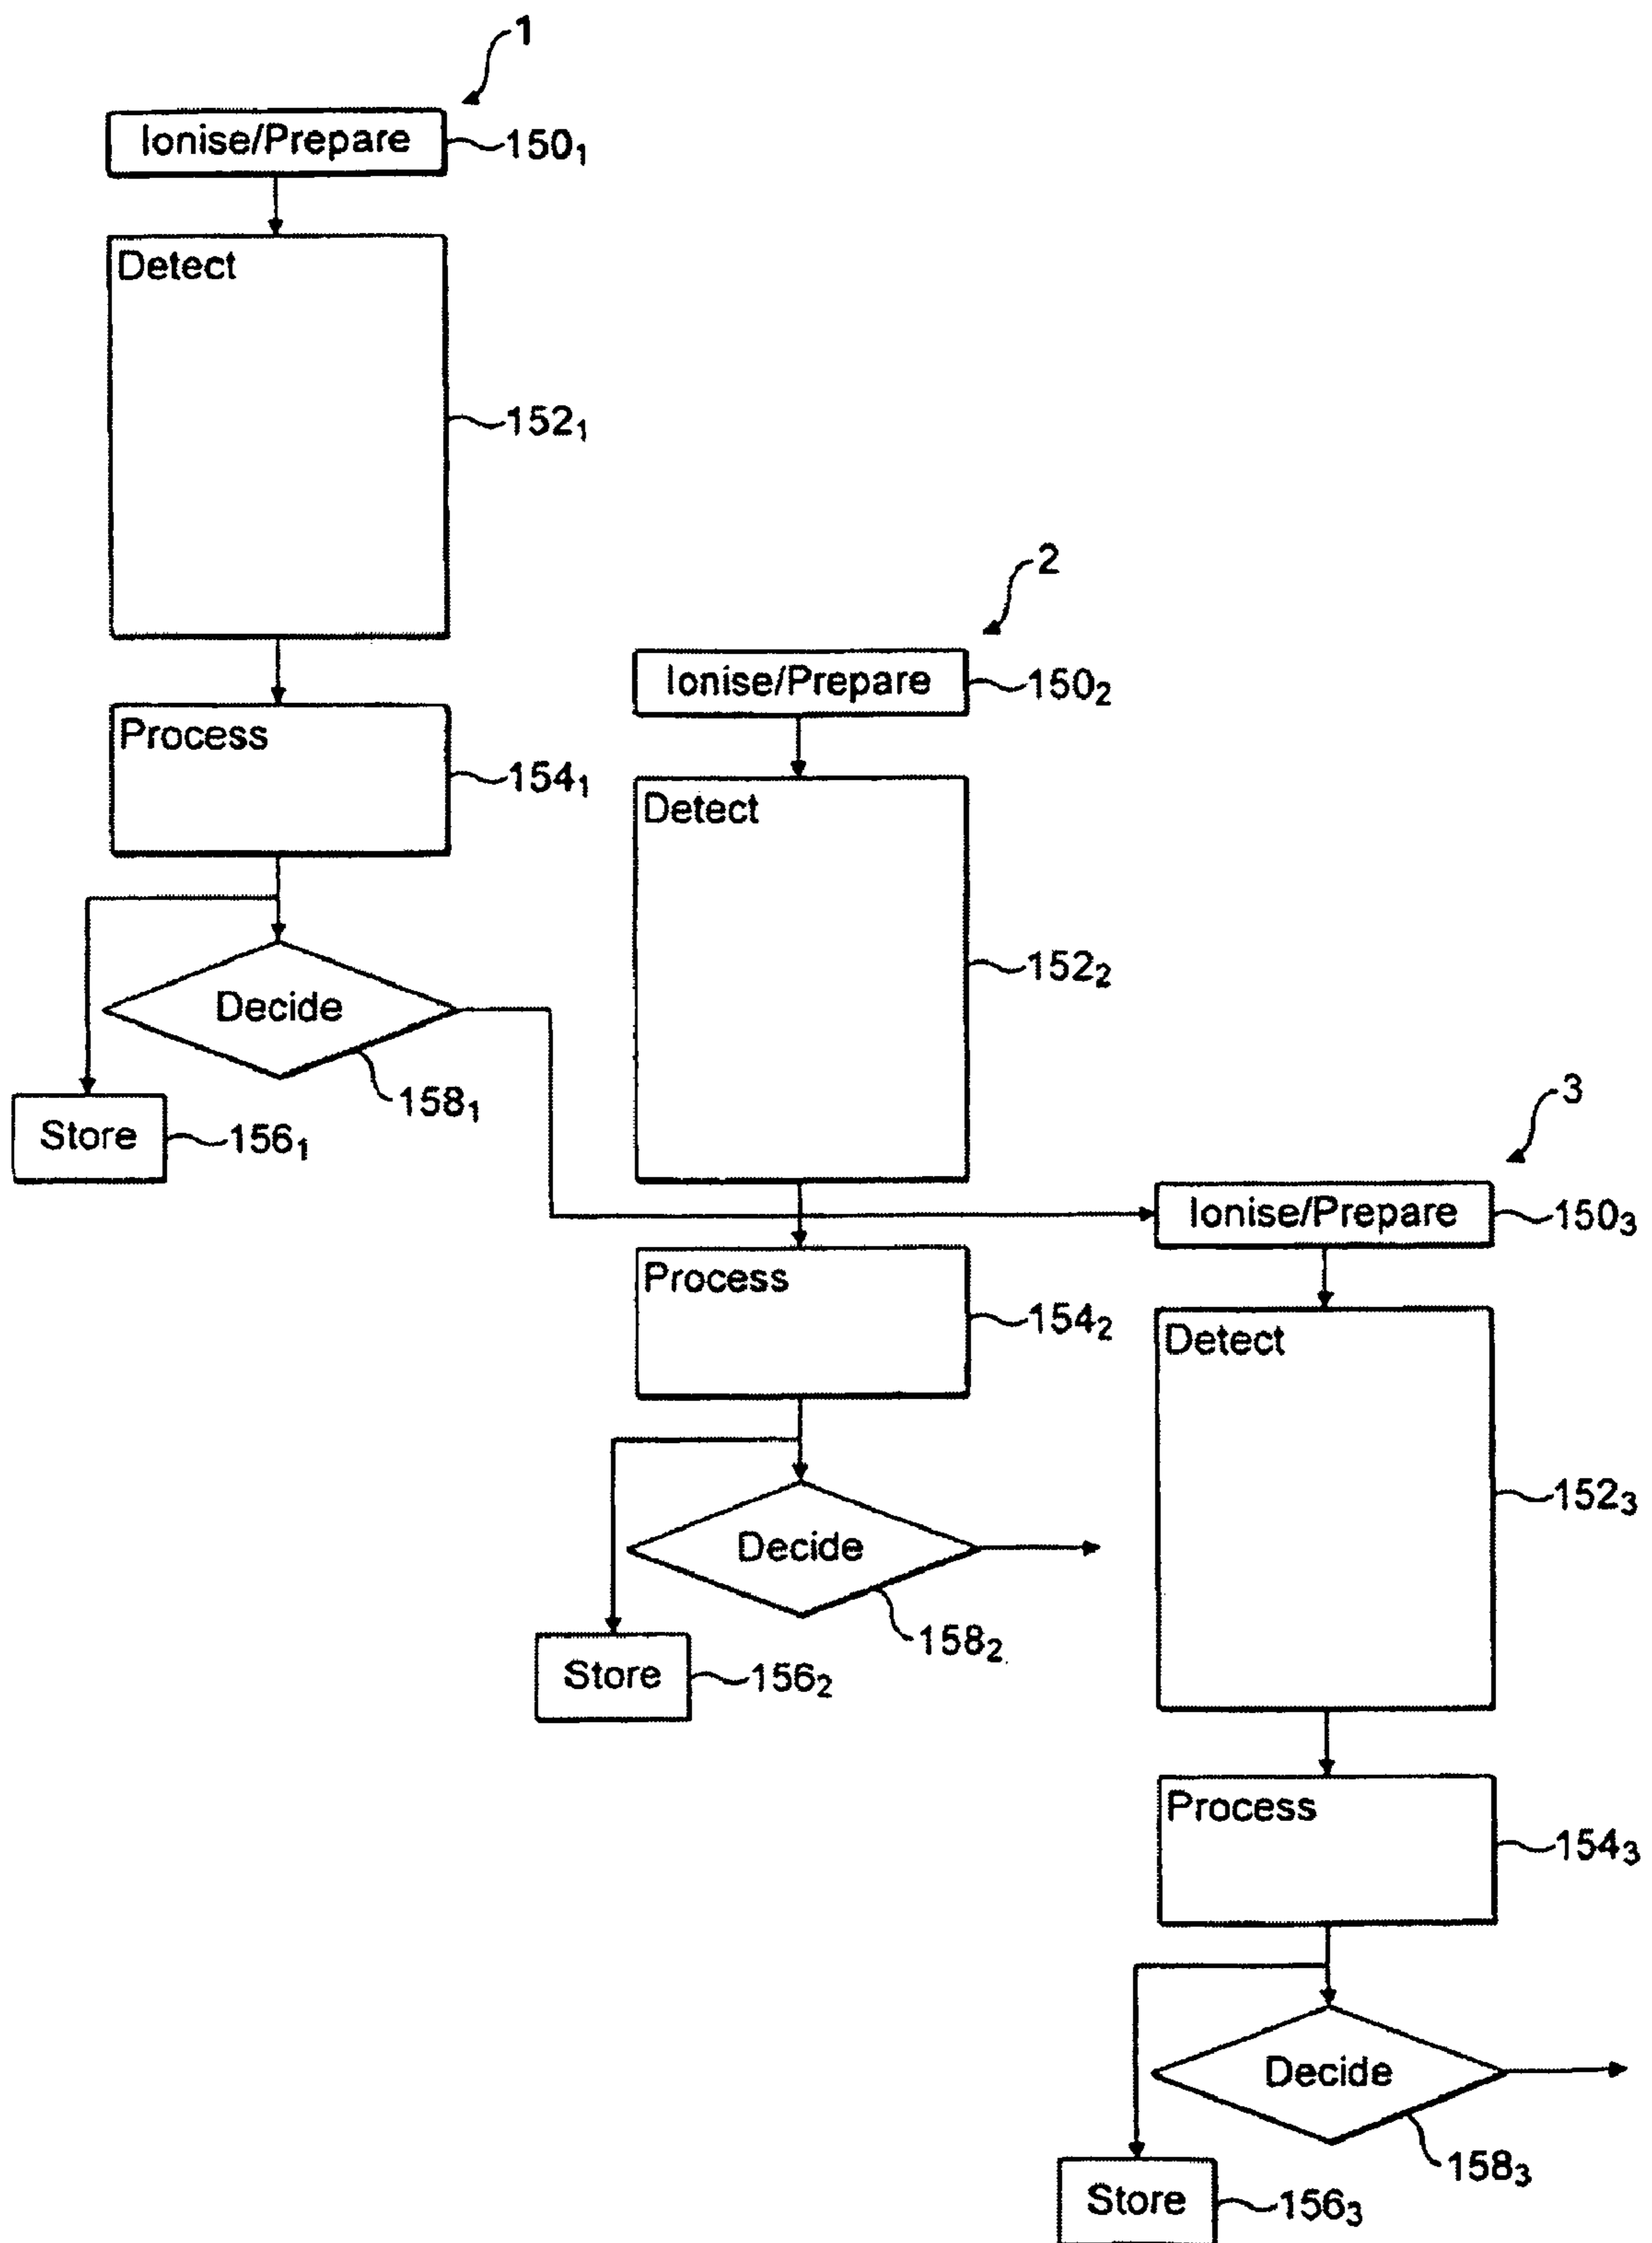 1
Ionise/Prepare
150₁
Detect
152₁
Process
154₁
Decide
158₁
Store
156₁
2
Ionise/Prepare
150₂
Detect
152₂
Process
154₂
Decide
158₂
Store
156₂
3
Ionise/Prepare
150₃
Detect
152₃
Process
154₃
Decide
158₃
Store
156₃